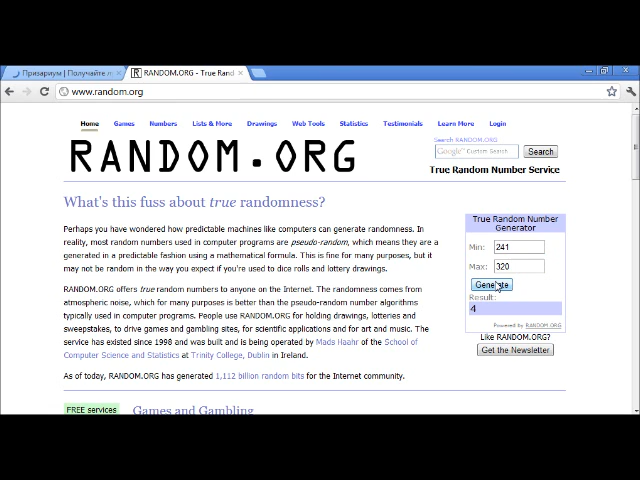 Призариум | Получайте п
RANDOM.ORG - True Rand
www.random.org
Home Games Numbers Lists & More Drawings Web Tools Statistics Testimonials Learn More Login
Search RANDOM.ORG
RANDOM.ORG
Google™ Custom Search Search
True Random Number Service
What's this fuss about true randomness?
Perhaps you have wondered how predictable machines like computers can generate randomness. In
reality, most random numbers used in computer programs are pseudo-random, which means they are
generated in a predictable fashion using a mathematical formula. This is fine for many purposes, but it
may not be random in the way you expect if you're used to dice rolls and lottery drawings.
RANDOM.ORG offers true random numbers to anyone on the Internet. The randomness comes from
atmospheric noise, which for many purposes is better than the pseudo-random number algorithms
typically used in computer programs. People use RANDOM.ORG for holding drawings, lotteries and
sweepstakes, to drive games and gambling sites, for scientific applications and for art and music. The
service has existed since 1998 and was built and is being operated by Mads Haahr of the School of
Computer Science and Statistics at Trinity College, Dublin in Ireland.
As of today, RANDOM.ORG has generated 1,112 billion random bits for the Internet community.
True Random Number
Generator
Min: 241
Max: 320
Generate
Result:
4
Powered by RANDOM.ORG
Like RANDOM.ORG?
Get the Newsletter
FREE services
Games and Gambling